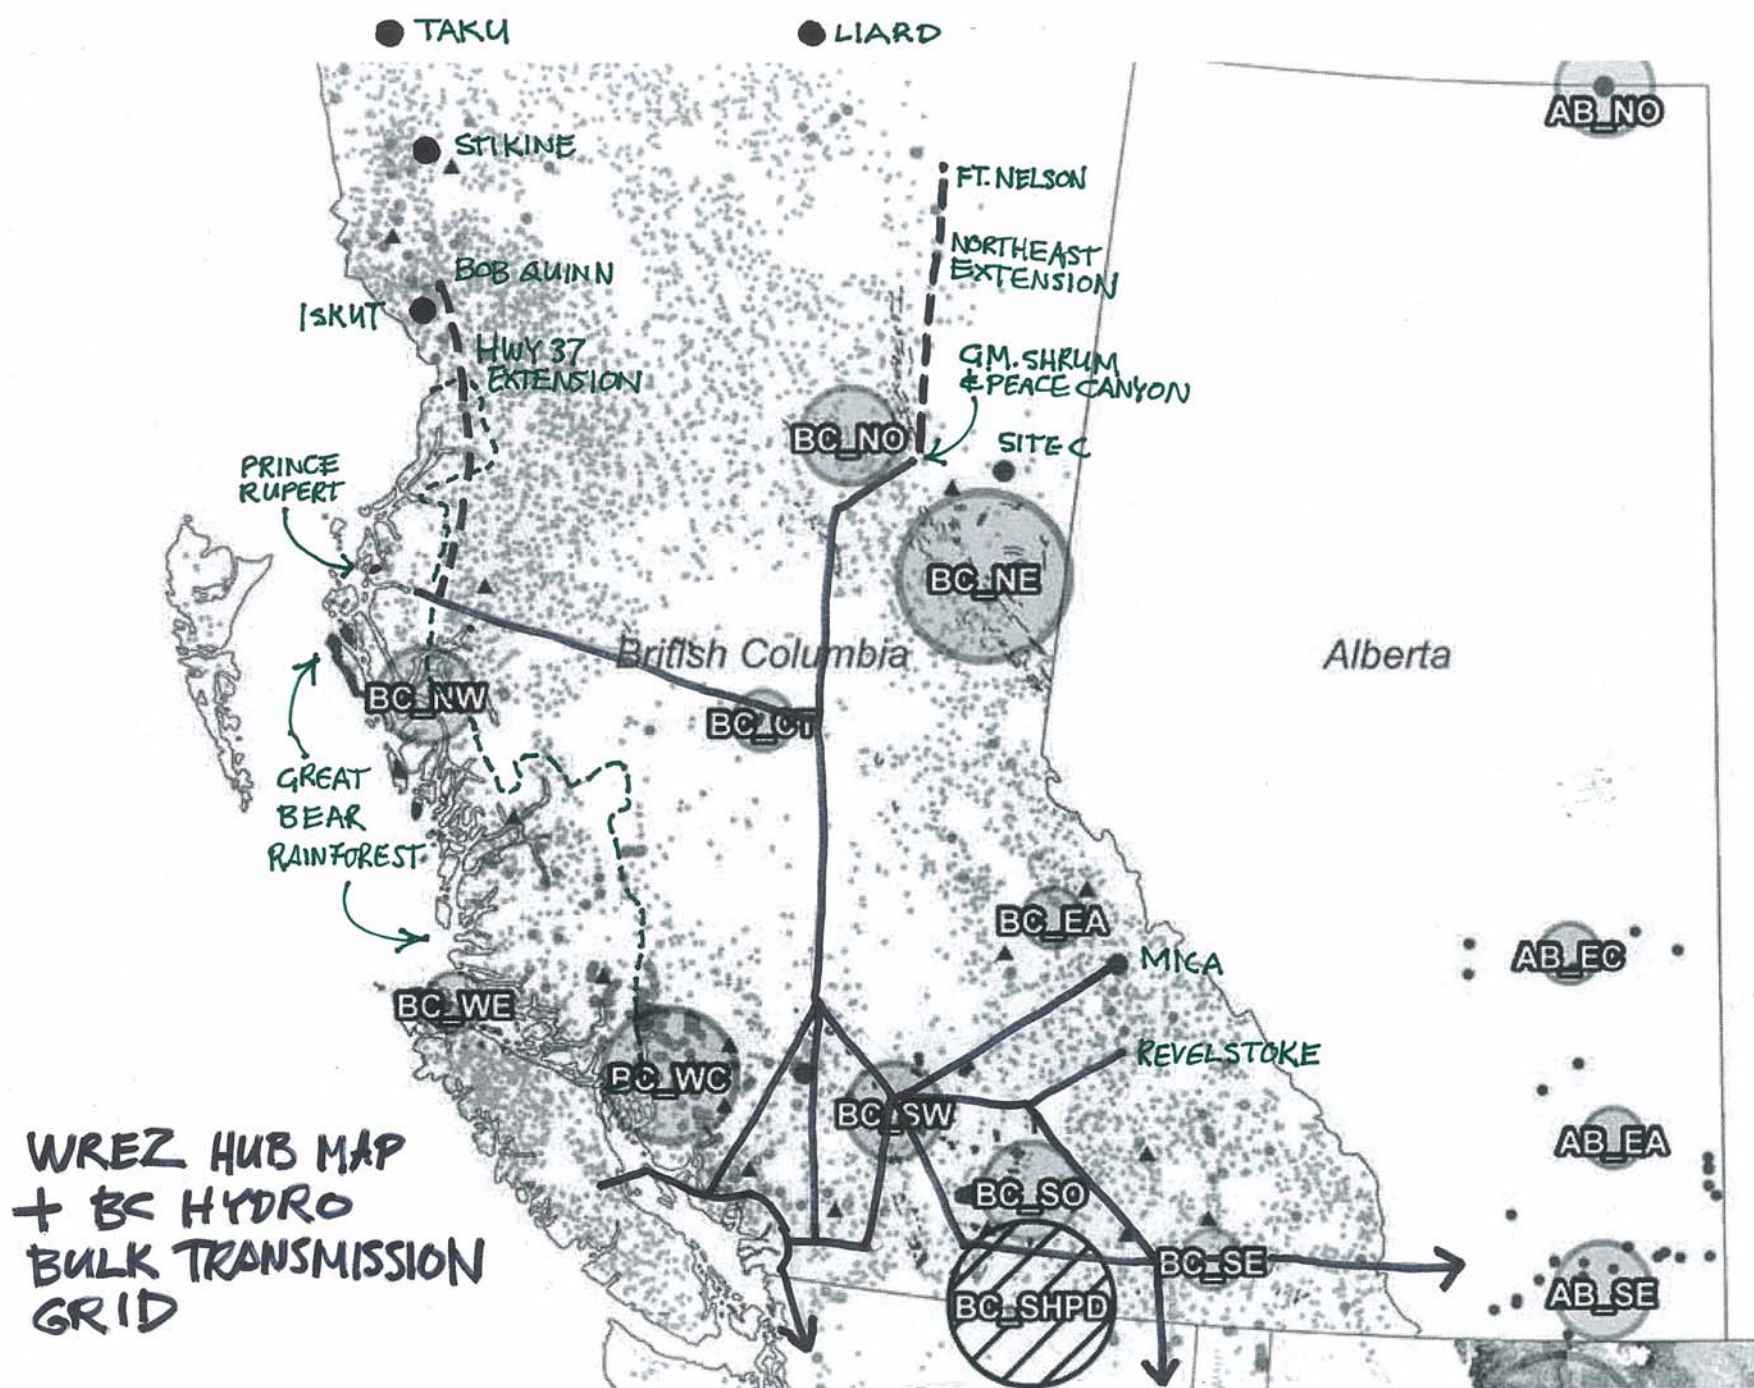 TAKU
LIARD
AB_NO
STIKINE
FT. NELSON
NORTHEAST
EXTENSION
BOB QUINN
ISKUT
HWY 37
EXTENSION
G.M. SHRUM
& PEACE CANYON
BC_NO
SITE C
PRINCE
RUPERT
BC_NE
British Columbia
Alberta
BC_NW
BC_CT
GREAT
BEAR
RAINFOREST
BC_EA
AB_EC
MICA
BC_WE
REVELSTOKE
BC_WC
BC_SW
AB_EA
WREZ HUB MAP
+ BC HYDRO
BULK TRANSMISSION
GRID
BC_SO
BC_SE
AB_SE
BC_SHPD